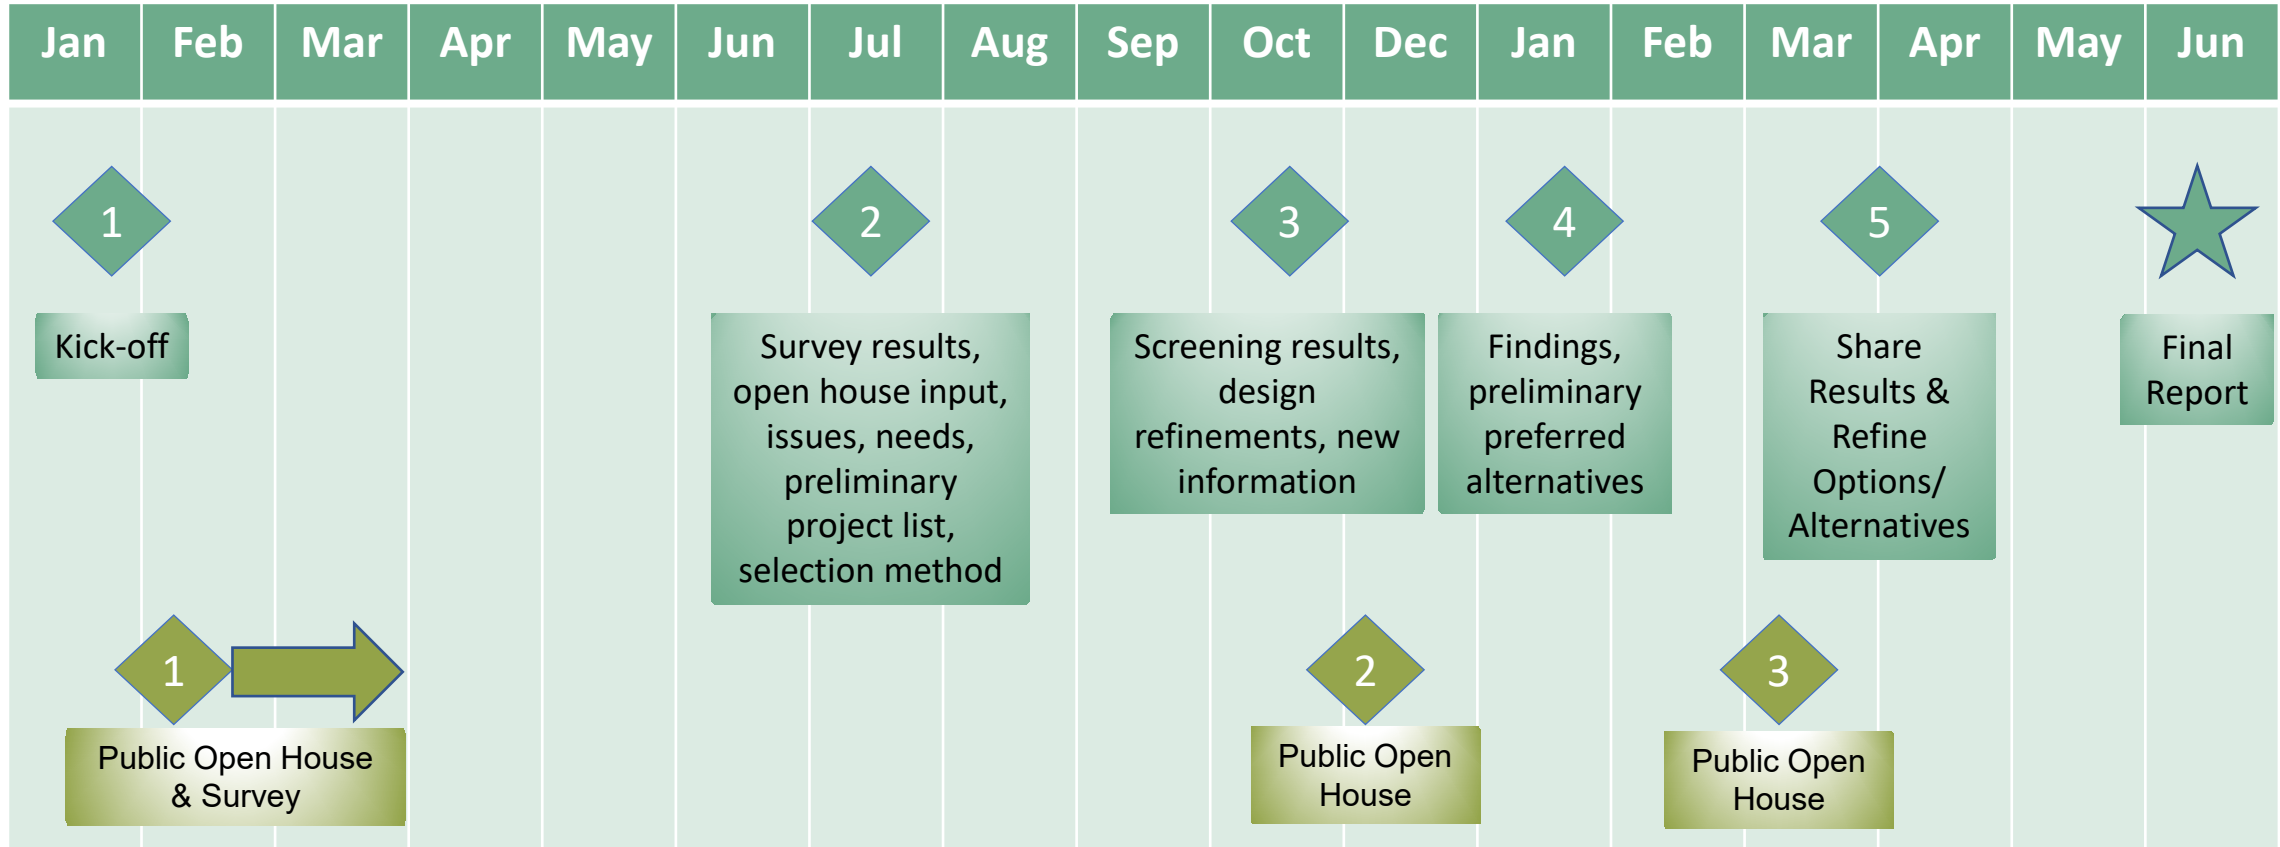 Jan Feb Mar Apr May Jun Jul Aug Sep Oct Dec Jan Feb Mar Apr May Jun
1 2 3 4 5
Kick-off
Survey results,
open house input,
issues, needs,
preliminary
project list,
selection method
Screening results,
design
refinements, new
information
Findings,
preliminary
preferred
alternatives
Share
Results &
Refine
Options/
Alternatives
Final
Report
1
Public Open House
& Survey
2
Public Open
House
3
Public Open
House